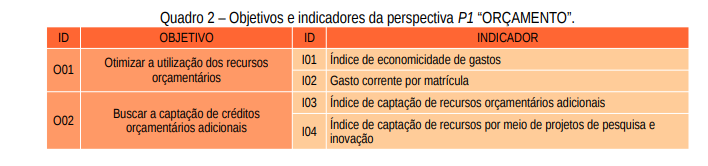 Quadro 2 – Objetivos e indicadores da perspectiva P1 “ORÇAMENTO”.
ID OBJETIVO ID INDICADOR
O01 Otimizar a utilização dos recursos
orçamentários
I01 Índice de economicidade de gastos
I02 Gasto corrente por matrícula
O02 Buscar a captação de créditos
orçamentários adicionais
I03 Índice de captação de recursos orçamentários adicionais
I04 Índice de captação de recursos por meio de projetos de pesquisa e
inovação